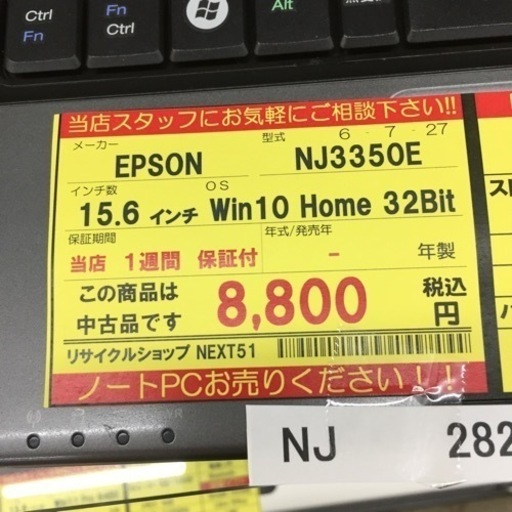 Ctrl
Fn
Fn
Ctrl
Alt
当店スタッフにお気軽にご相談下さい!!
メーカー
EPSON
型式
6-7-27
NJ3350E
インチ数
15.6 インチ
OS
Win10 Home 32Bit
保証期間
当店 1週間 保証付
年式/発売年
- 年製
この商品は
中古品です
8,800
税込
円
リサイクルショップ NEXT51
ノートPCお売りください!!
NJ 282